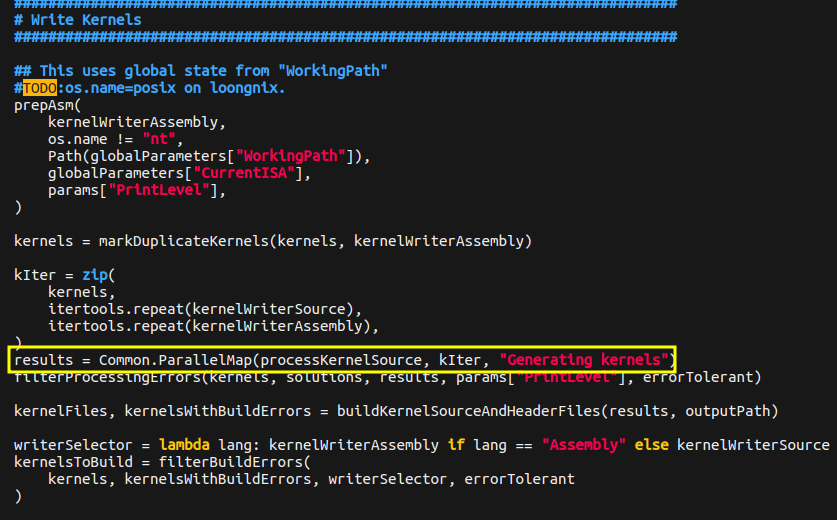 ################################################################################
# Write Kernels
################################################################################
## This uses global state from "WorkingPath"
#TODO:os.name=posix on loongnix.
prepAsm(
    kernelWriterAssembly,
    os.name != "nt",
    Path(globalParameters["WorkingPath"]),
    globalParameters["CurrentISA"],
    params["PrintLevel"],
)
kernels = markDuplicateKernels(kernels, kernelWriterAssembly)
kIter = zip(
    kernels,
    itertools.repeat(kernelWriterSource),
    itertools.repeat(kernelWriterAssembly),
)
results = Common.ParallelMap(processKernelSource, kIter, "Generating kernels")
filterProcessingErrors(kernels, solutions, results, params["PrintLevel"], errorTolerant)
kernelFiles, kernelsWithBuildErrors = buildKernelSourceAndHeaderFiles(results, outputPath)
writerSelector = lambda lang: kernelWriterAssembly if lang == "Assembly" else kernelWriterSource
kernelsToBuild = filterBuildErrors(
    kernels, kernelsWithBuildErrors, writerSelector, errorTolerant
)